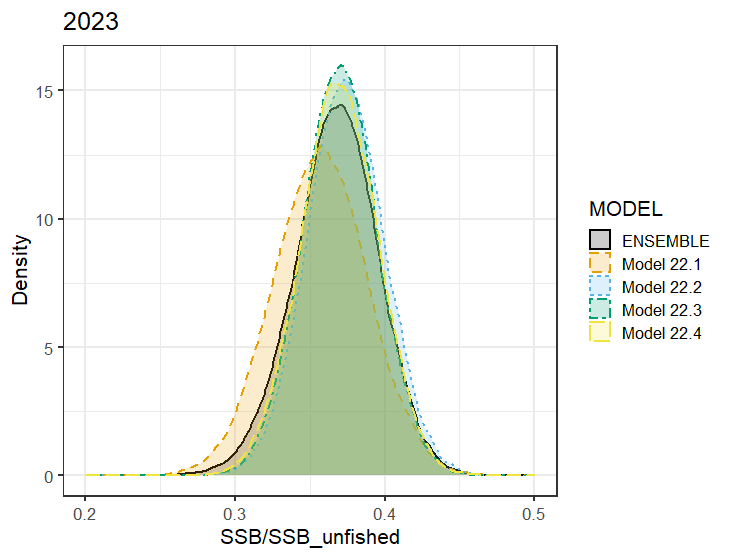 2023
Density
15
10
5
0
0.2
0.3
0.4
0.5
SSB/SSB_unfished
MODEL
ENSEMBLE
Model 22.1
Model 22.2
Model 22.3
Model 22.4